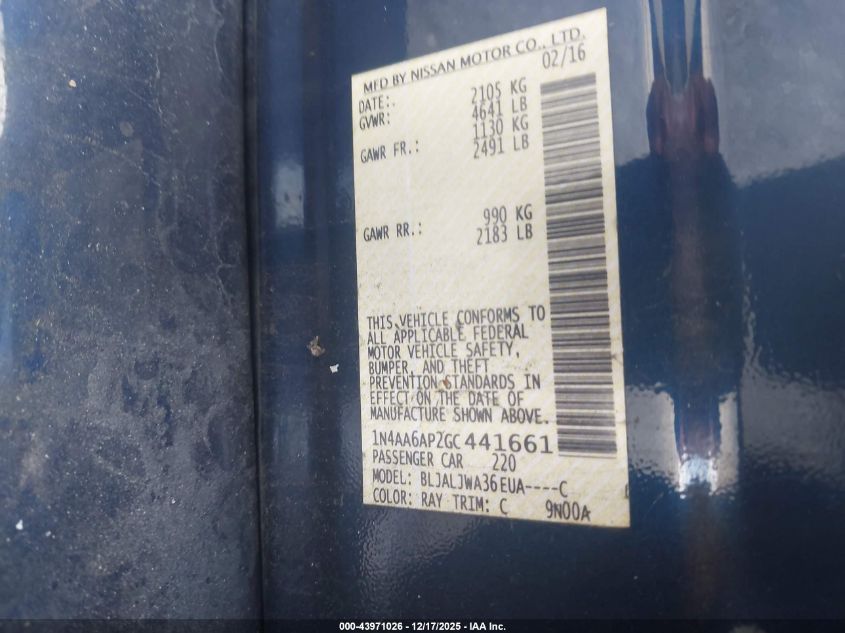 MFD BY NISSAN MOTOR CO., LTD.
DATE:. 02/16
GVWR: 2105 KG
4641 LB
GAWR FR.: 1130 KG
2491 LB
GAWR RR.: 990 KG
2183 LB
THIS VEHICLE CONFORMS TO
ALL APPLICABLE FEDERAL
MOTOR VEHICLE SAFETY,
BUMPER, AND THEFT
PREVENTION STANDARDS IN
EFFECT ON THE DATE OF
MANUFACTURE SHOWN ABOVE.
1N4AA6AP2GC441661
PASSENGER CAR 220
MODEL: BLJALJWA36EUA----C
COLOR: RAY TRIM: C 9N00A
000-43971026 - 12/17/2025 - IAA Inc.